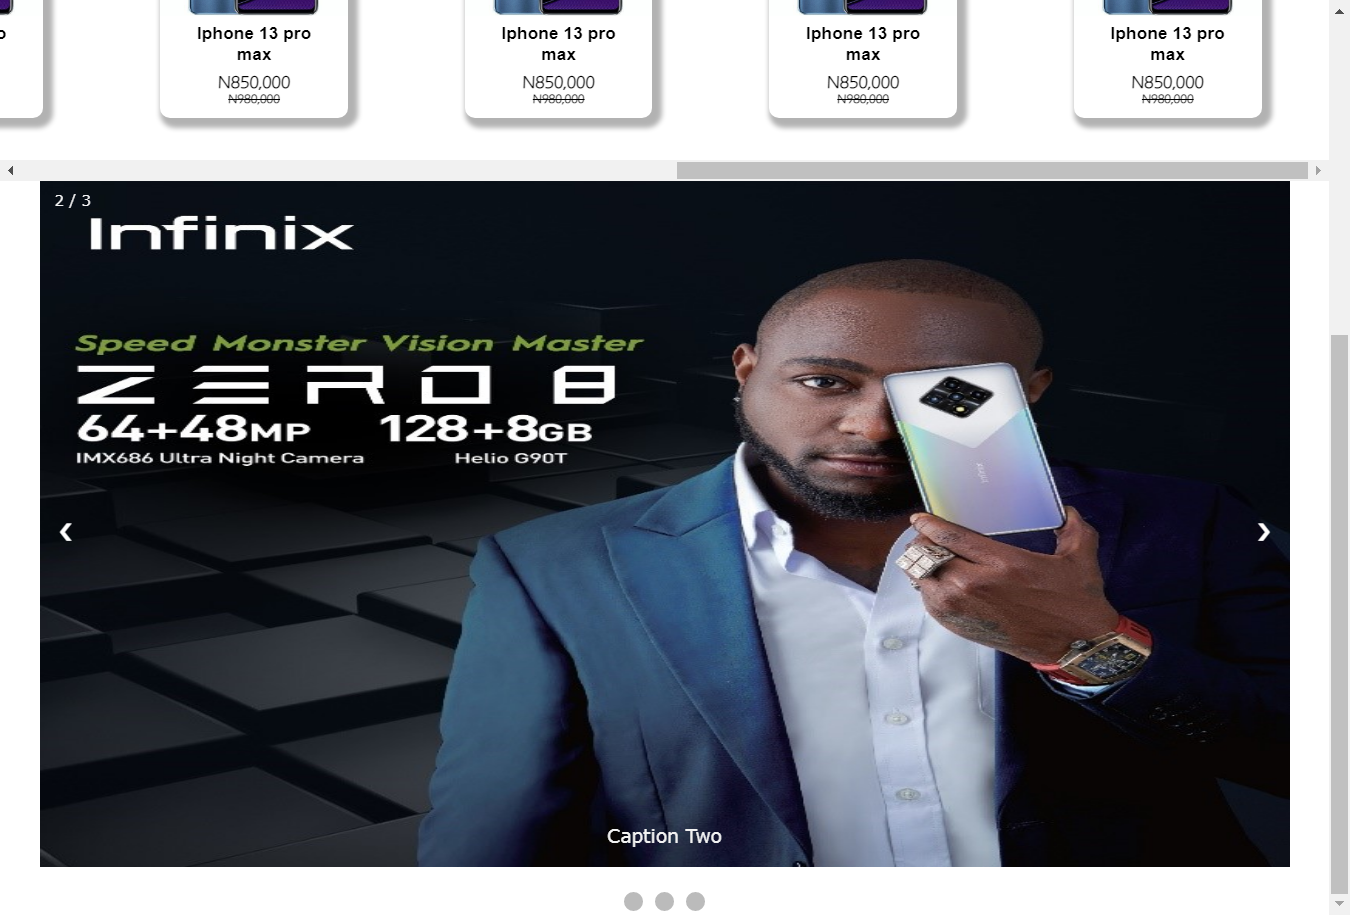 o
Iphone 13 pro
max
N850,000
N980,000
Iphone 13 pro
max
N850,000
N980,000
Iphone 13 pro
max
N850,000
N980,000
Iphone 13 pro
max
N850,000
N980,000
2 / 3
Infinix
Speed Monster Vision Master
ZERO 8
64+48MP 128+8GB
IMX686 Ultra Night Camera Helio G90T
❮ ❯
Infinix
Caption Two